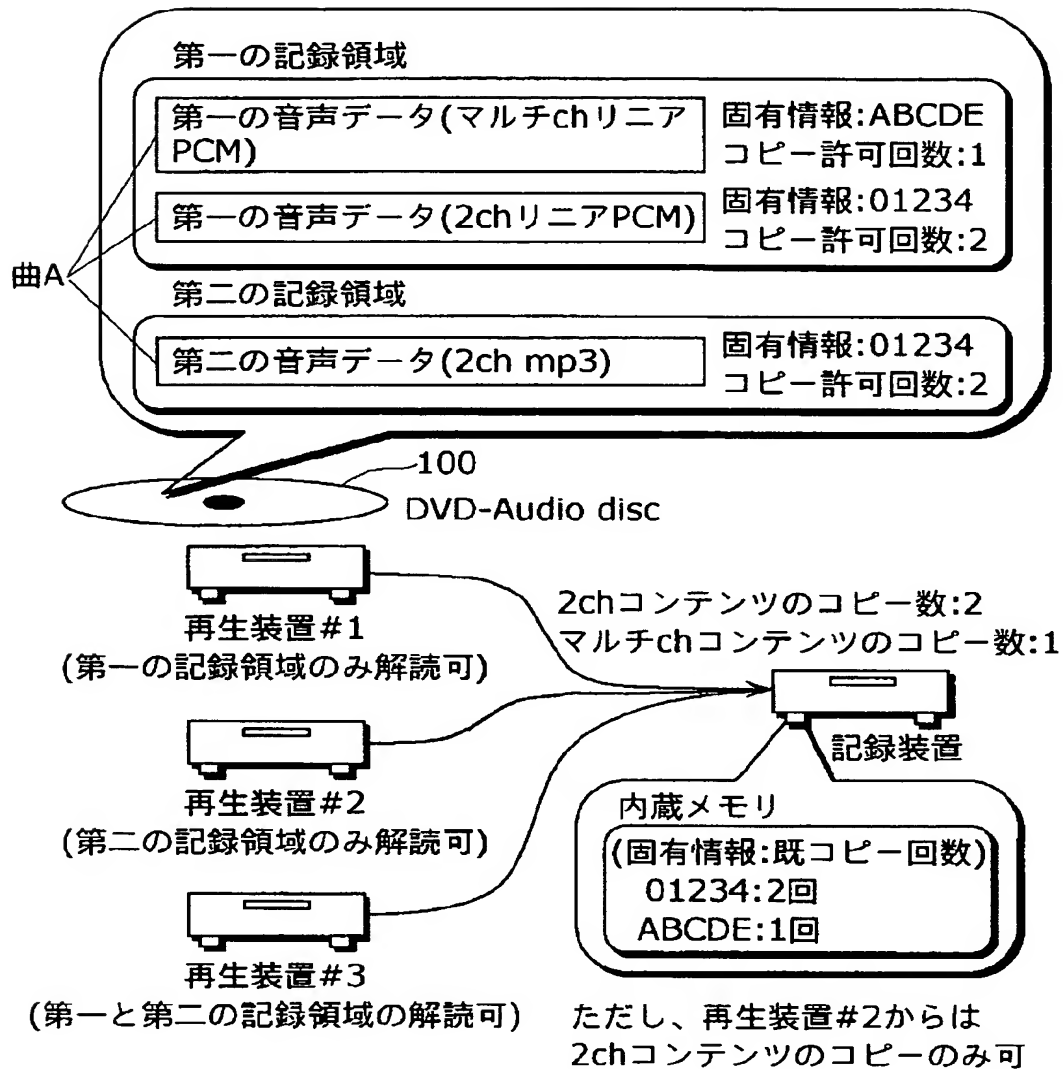 第一の記録領域
第一の音声データ(マルチchリニア
PCM)
固有情報:ABCDE
コピー許可回数:1
第一の音声データ(2chリニアPCM)
固有情報:01234
コピー許可回数:2
曲A
第二の記録領域
第二の音声データ(2ch mp3)
固有情報:01234
コピー許可回数:2
100
DVD-Audio disc
再生装置#1
(第一の記録領域のみ解読可)
2chコンテンツのコピー数:2
マルチchコンテンツのコピー数:1
記録装置
再生装置#2
(第二の記録領域のみ解読可)
内蔵メモリ
(固有情報:既コピー回数)
01234:2回
ABCDE:1回
再生装置#3
(第一と第二の記録領域の解読可)
ただし、再生装置#2からは
2chコンテンツのコピーのみ可